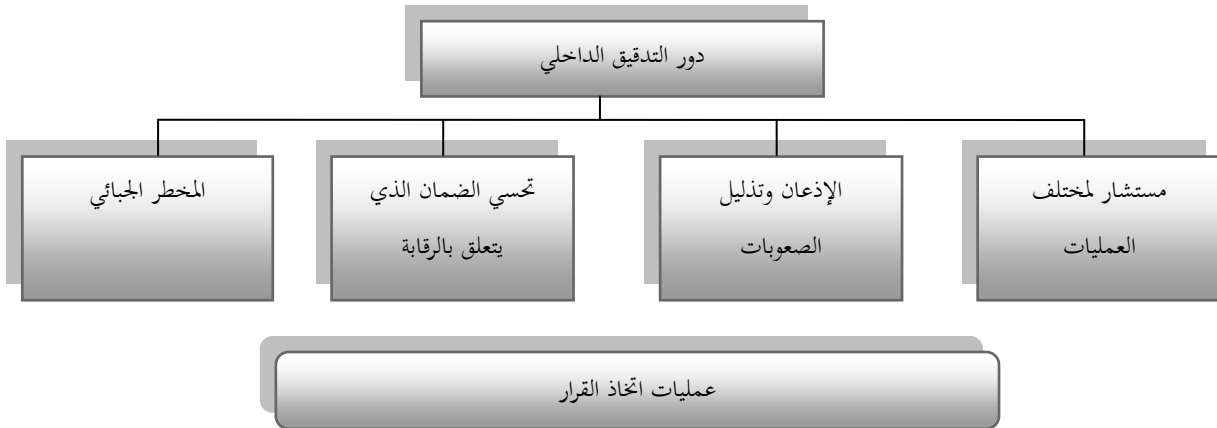 دور التدقيق الداخلي
مستشار لمختلف
العمليات
الإذعان وتذليل
الصعوبات
تحسي الضمان الذي
يتعلق بالرقابة
المخطر الجبائي
عمليات اتخاذ القرار